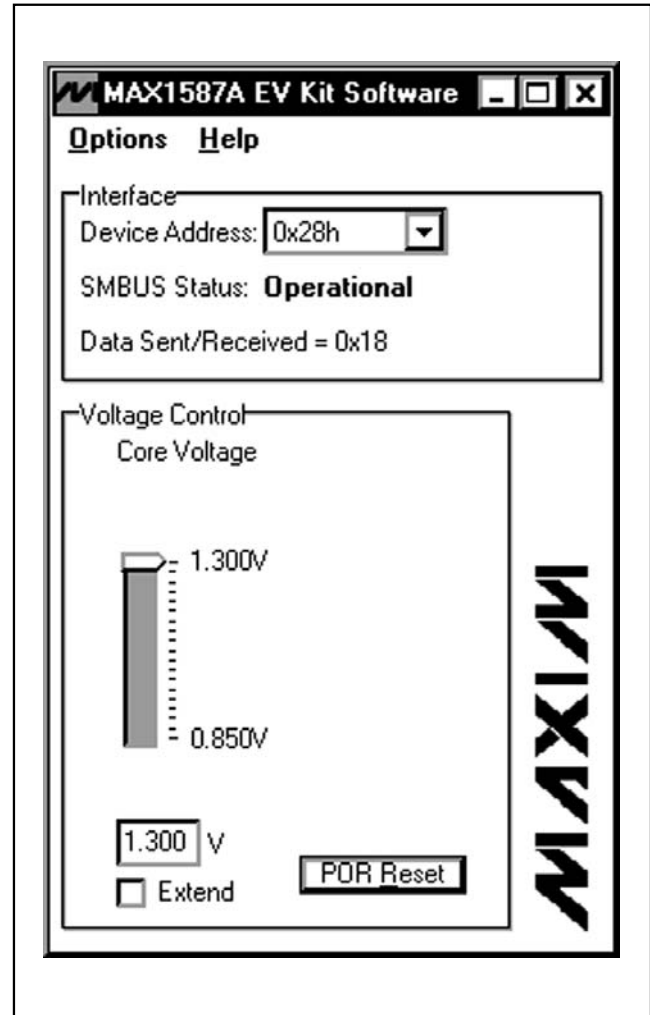 MAX1587A EV Kit Software
Options Help
Interface
Device Address: 0x28h
SMBUS Status: Operational
Data Sent/Received = 0x18
Voltage Control
Core Voltage
1.300V
0.850V
1.300 V
Extend
POR Reset
MAXIM